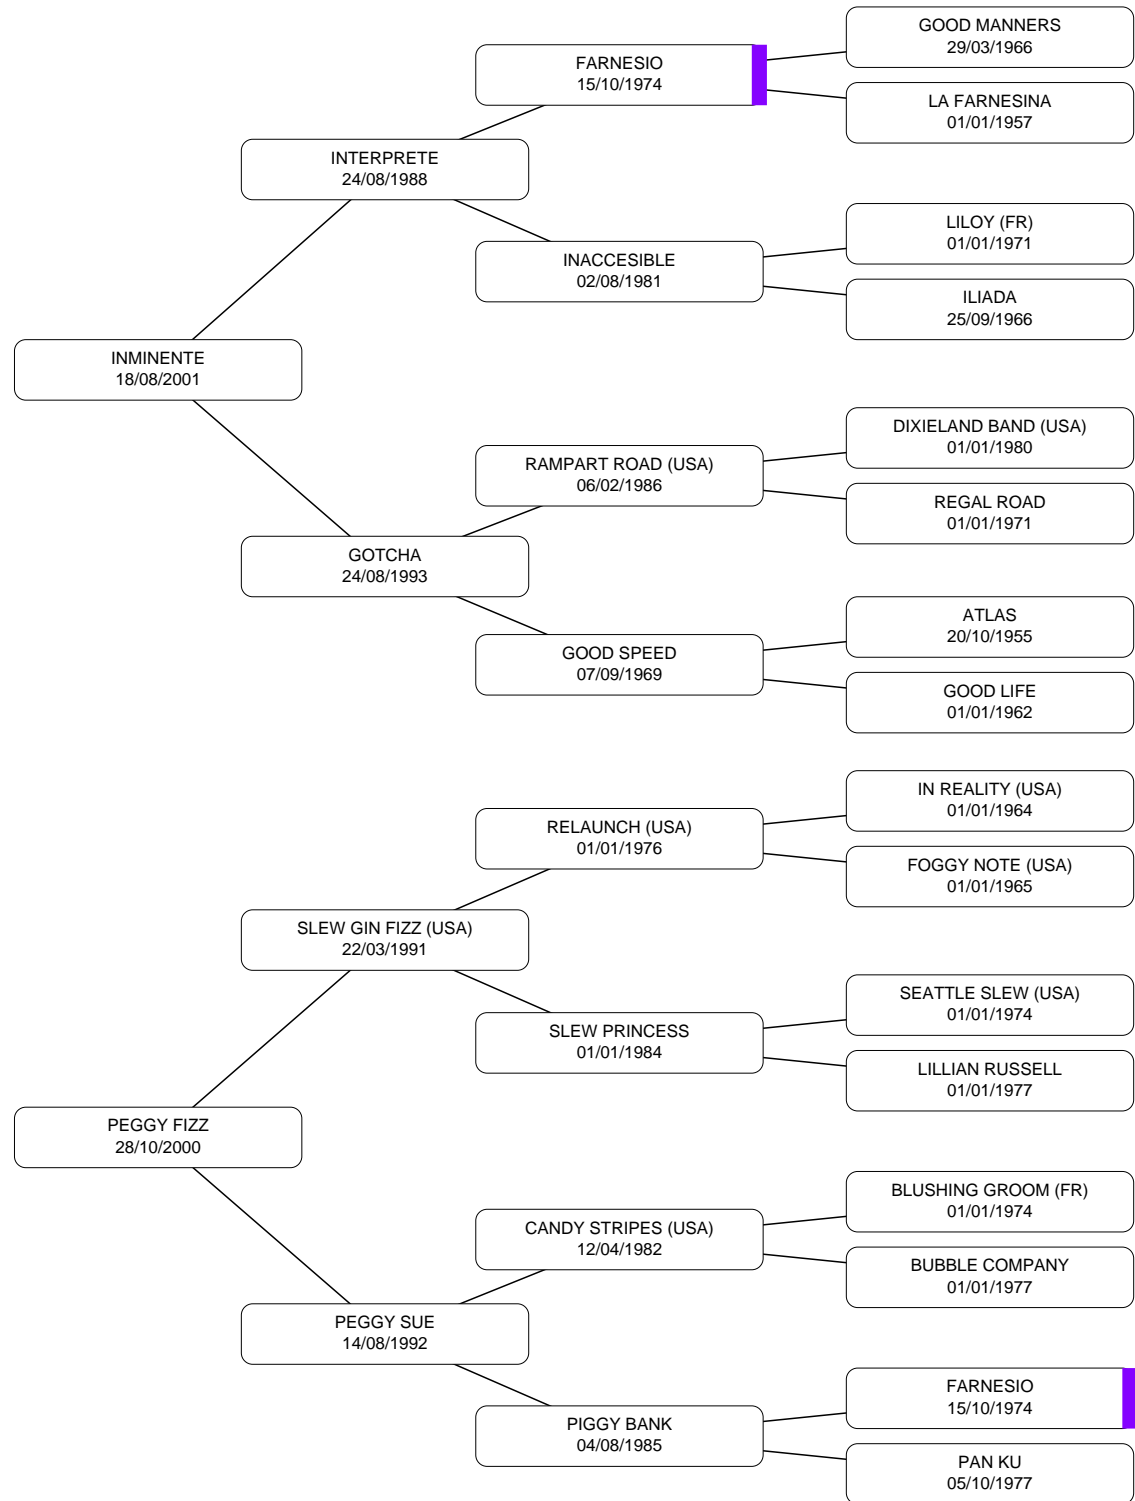 GOOD MANNERS
29/03/1966
FARNESIO
15/10/1974
LA FARNESINA
01/01/1957
INTERPRETE
24/08/1988
LILOY (FR)
01/01/1971
INACCESIBLE
02/08/1981
ILIADA
25/09/1966
INMINENTE
18/08/2001
DIXIELAND BAND (USA)
01/01/1980
RAMPART ROAD (USA)
06/02/1986
REGAL ROAD
01/01/1971
GOTCHA
24/08/1993
ATLAS
20/10/1955
GOOD SPEED
07/09/1969
GOOD LIFE
01/01/1962
IN REALITY (USA)
01/01/1964
RELAUNCH (USA)
01/01/1976
FOGGY NOTE (USA)
01/01/1965
SLEW GIN FIZZ (USA)
22/03/1991
SEATTLE SLEW (USA)
01/01/1974
SLEW PRINCESS
01/01/1984
LILLIAN RUSSELL
01/01/1977
PEGGY FIZZ
28/10/2000
BLUSHING GROOM (FR)
01/01/1974
CANDY STRIPES (USA)
12/04/1982
BUBBLE COMPANY
01/01/1977
PEGGY SUE
14/08/1992
FARNESIO
15/10/1974
PIGGY BANK
04/08/1985
PAN KU
05/10/1977